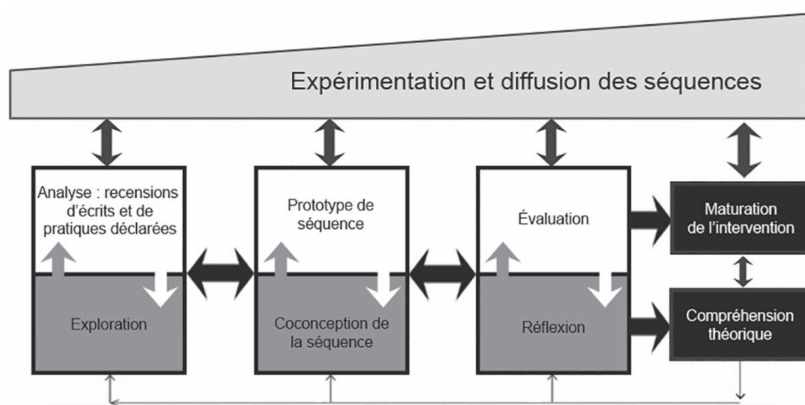 Expérimentation et diffusion des séquences
Analyse : recensions
d'écrits et de
pratiques déclarées
Exploration
Prototype de
séquence
Coconception de
la séquence
Évaluation
Réflexion
Maturation
de l'intervention
Compréhension
théorique